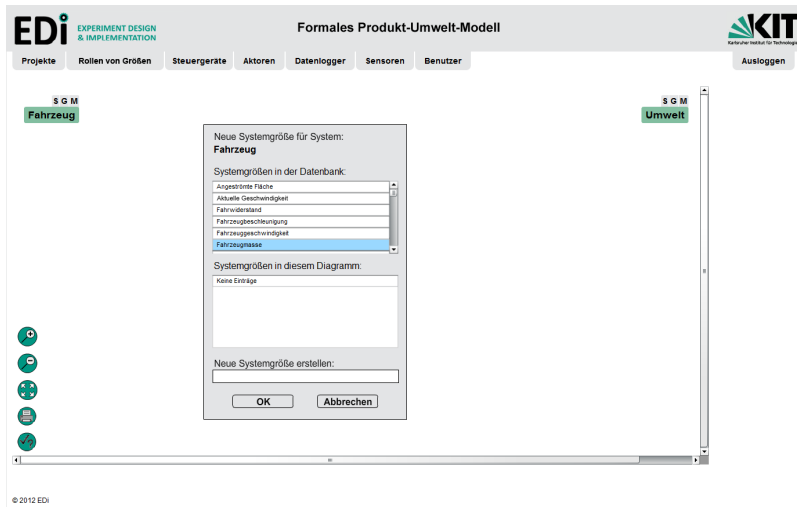 EDi EXPERIMENT DESIGN
& IMPLEMENTATION
Formales Produkt-Umwelt-Modell
KIT
Karlsruher Institut für Technologie
Projekte Rollen von Größen Steuergeräte Aktoren Datenlogger Sensoren Benutzer Ausloggen
S G M
Fahrzeug
S G M
Umwelt
Neue Systemgröße für System:
Fahrzeug
Systemgrößen in der Datenbank:
Angeströmte Fläche
Aktuelle Geschwindigkeit
Fahrwiderstand
Fahrzeugbeschleunigung
Fahrzeuggeschwindigkeit
Fahrzeugmasse
Systemgrößen in diesem Diagramm:
Keine Einträge
Neue Systemgröße erstellen:
OK Abbrechen
© 2012 EDi